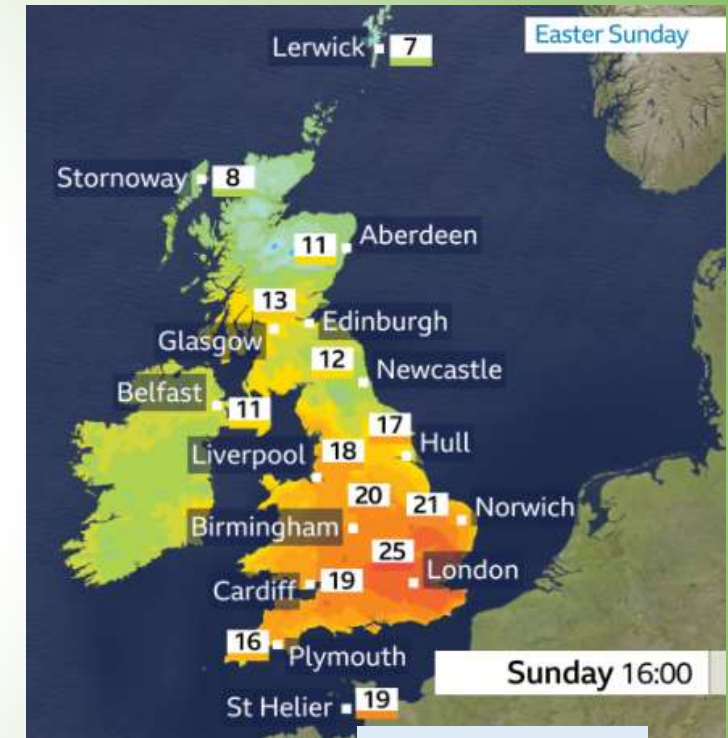 Easter Sunday
Lerwick 7
Stornoway 8
11 Aberdeen
13
Glasgow
Edinburgh
12
Newcastle
Belfast
11
17
Hull
Liverpool 18
20
21 Norwich
Birmingham
25
London
Cardiff 19
16
Plymouth
Sunday 16:00
St Helier 19